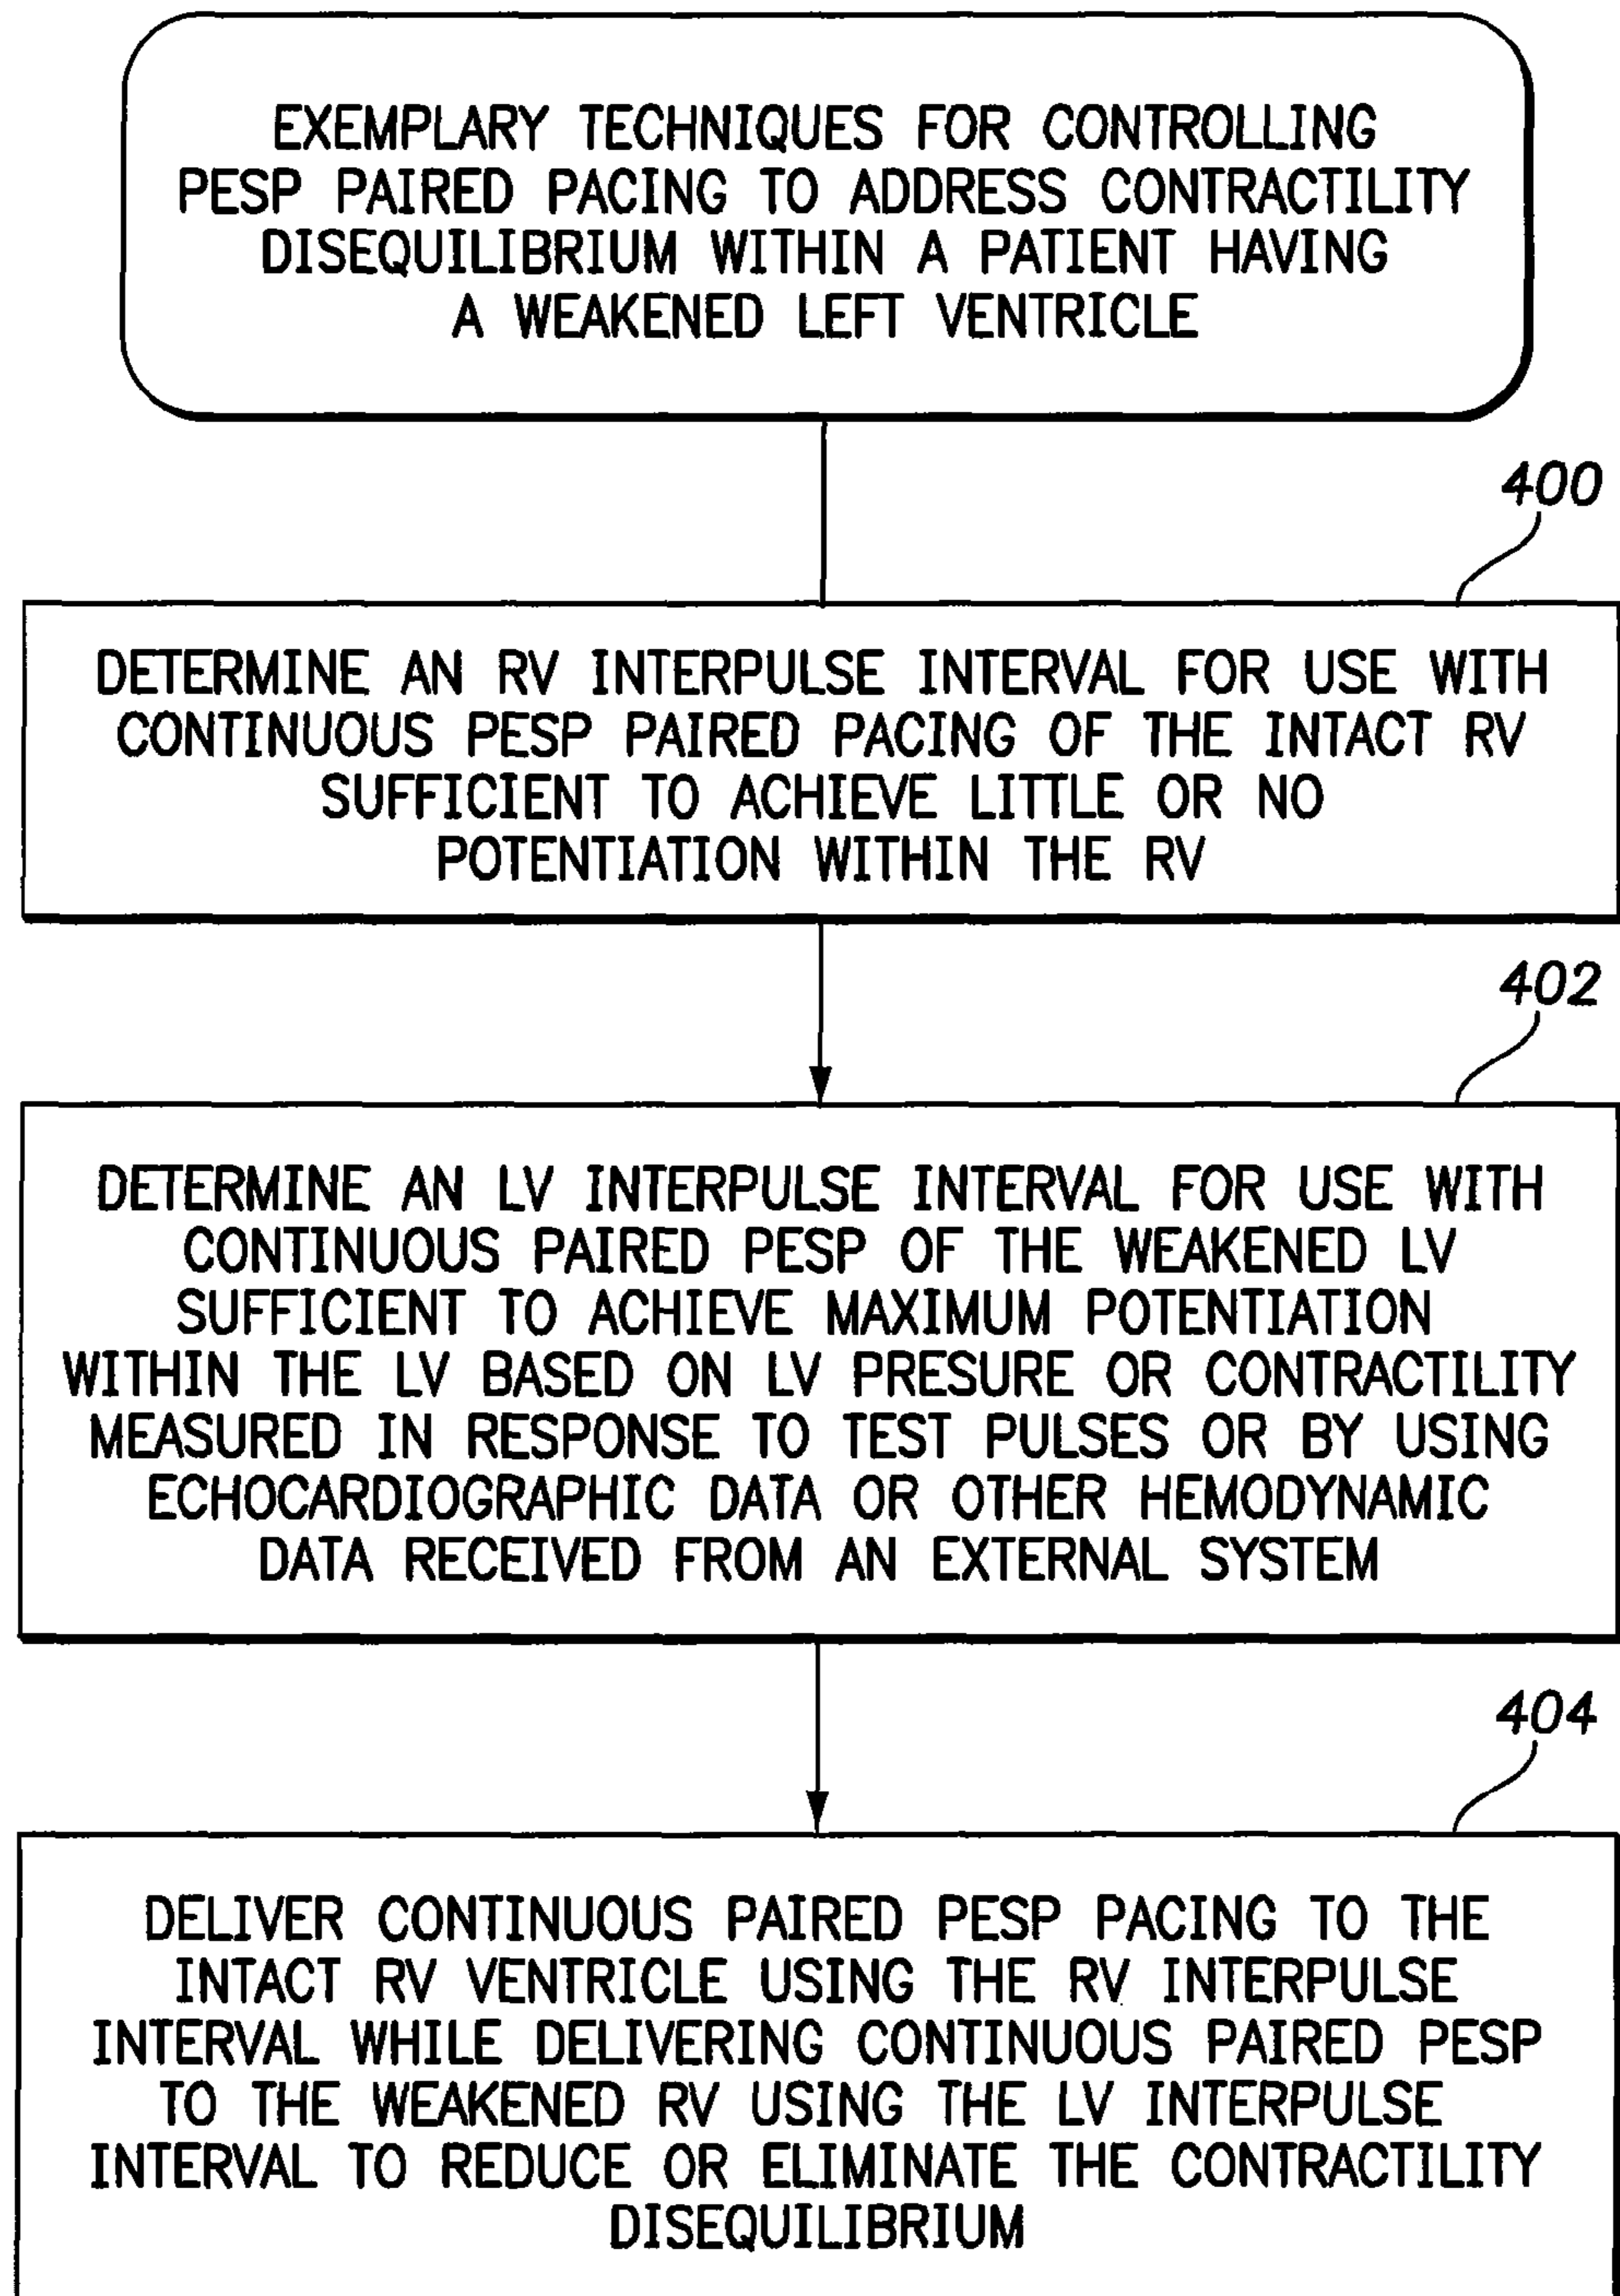 EXEMPLARY TECHNIQUES FOR CONTROLLING
PESP PAIRED PACING TO ADDRESS CONTRACTILITY
DISEQUILIBRIUM WITHIN A PATIENT HAVING
A WEAKENED LEFT VENTRICLE
400
DETERMINE AN RV INTERPULSE INTERVAL FOR USE WITH
CONTINUOUS PESP PAIRED PACING OF THE INTACT RV
SUFFICIENT TO ACHIEVE LITTLE OR NO
POTENTIATION WITHIN THE RV
402
DETERMINE AN LV INTERPULSE INTERVAL FOR USE WITH
CONTINUOUS PAIRED PESP OF THE WEAKENED LV
SUFFICIENT TO ACHIEVE MAXIMUM POTENTIATION
WITHIN THE LV BASED ON LV PRESURE OR CONTRACTILITY
MEASURED IN RESPONSE TO TEST PULSES OR BY USING
ECHOCARDIOGRAPHIC DATA OR OTHER HEMODYNAMIC
DATA RECEIVED FROM AN EXTERNAL SYSTEM
404
DELIVER CONTINUOUS PAIRED PESP PACING TO THE
INTACT RV VENTRICLE USING THE RV INTERPULSE
INTERVAL WHILE DELIVERING CONTINUOUS PAIRED PESP
TO THE WEAKENED RV USING THE LV INTERPULSE
INTERVAL TO REDUCE OR ELIMINATE THE CONTRACTILITY
DISEQUILIBRIUM